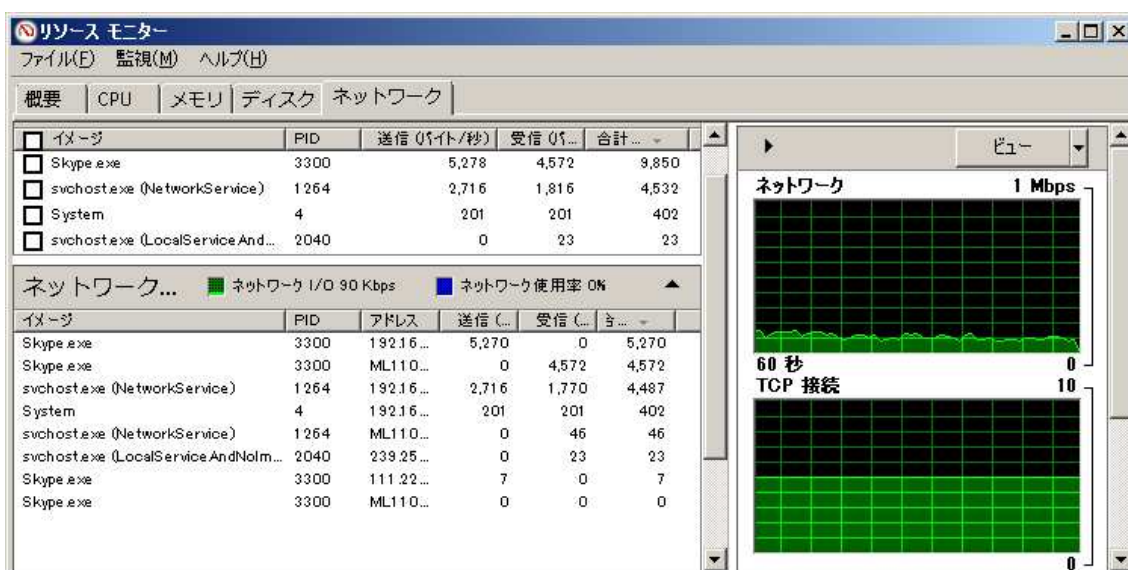 リソース モニター
ファイル(F) 監視(M) ヘルプ(H)
概要 CPU メモリ ディスク ネットワーク
イメージ PID 送信 (バイト/秒) 受信 (バ... 合計...
Skype.exe 3300 5,278 4,572 9,850
svchost.exe (NetworkService) 1264 2,716 1,816 4,532
System 4 201 201 402
svchost.exe (LocalServiceAnd... 2040 0 23 23
ネットワーク... ネットワーク I/O 90 Kbps ネットワーク使用率 0%
イメージ PID アドレス 送信 (... 受信 (... 合...
Skype.exe 3300 192.16... 5,270 0 5,270
Skype.exe 3300 ML110... 0 4,572 4,572
svchost.exe (NetworkService) 1264 192.16... 2,716 1,770 4,487
System 4 192.16... 201 201 402
svchost.exe (NetworkService) 1264 ML110... 0 46 46
svchost.exe (LocalServiceAndNoIm... 2040 239.25... 0 23 23
Skype.exe 3300 111.22... 7 0 7
Skype.exe 3300 ML110... 0 0 0
ビュー
ネットワーク 1 Mbps
60 秒 0
TCP 接続 10
0